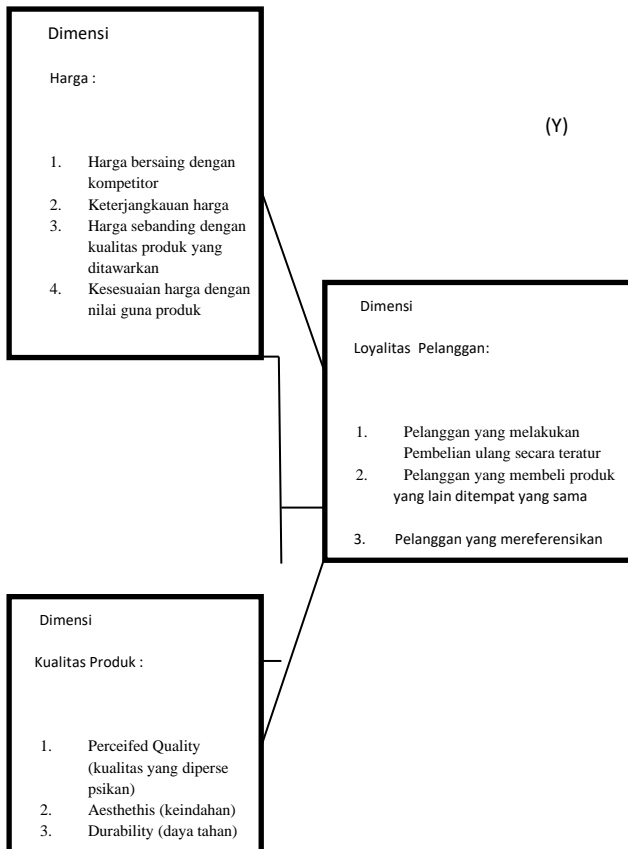 Dimensi
Harga :
1. Harga bersaing dengan
kompetitor
2. Keterjangkauan harga
3. Harga sebanding dengan
kualitas produk yang
ditawarkan
4. Kesesuaian harga dengan
nilai guna produk
(Y)
Dimensi
Loyalitas Pelanggan:
1. Pelanggan yang melakukan
Pembelian ulang secara teratur
2. Pelanggan yang membeli produk
yang lain ditempat yang sama
3. Pelanggan yang mereferensikan
Dimensi
Kualitas Produk :
1. Perceifed Quality
(kualitas yang diperse
psikan)
2. Aesthethis (keindahan)
3. Durability (daya tahan)